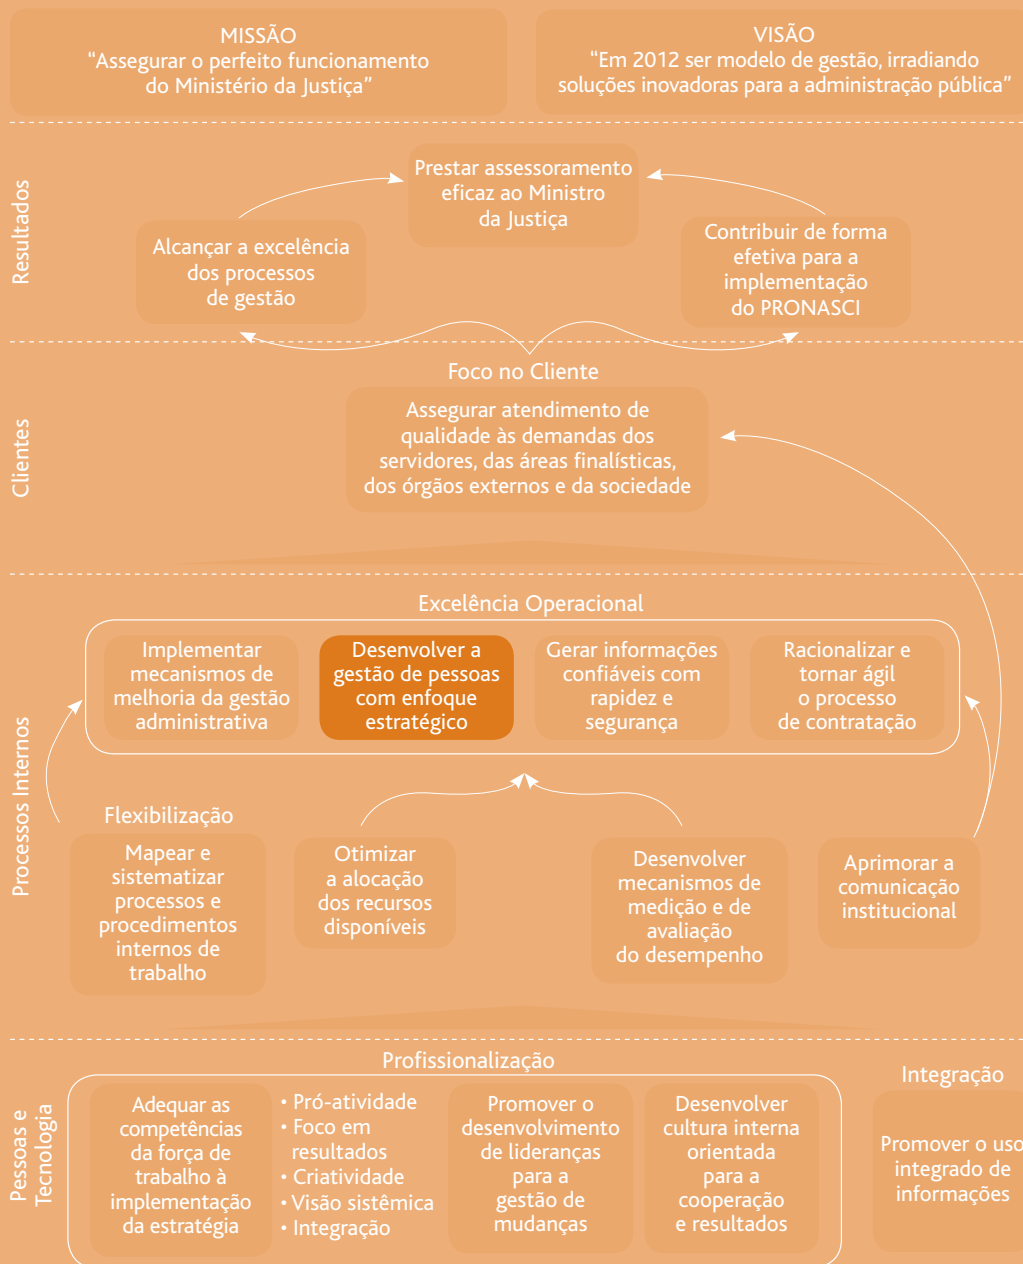 MISSÃO
“Assegurar o perfeito funcionamento
do Ministério da Justiça”
VISÃO
“Em 2012 ser modelo de gestão, irradiando
soluções inovadoras para a administração pública”
Resultados
Prestar assessoramento
eficaz ao Ministro
da Justiça
Alcançar a excelência
dos processos
de gestão
Contribuir de forma
efetiva para a
implementação
do PRONASCI
Clientes
Foco no Cliente
Assegurar atendimento de
qualidade às demandas dos
servidores, das áreas finalísticas,
dos órgãos externos e da sociedade
Processos Internos
Excelência Operacional
Implementar
mecanismos de
melhoria da gestão
administrativa
Desenvolver a
gestão de pessoas
com enfoque
estratégico
Gerar informações
confiáveis com
rapidez e
segurança
Racionalizar e
tornar ágil
o processo
de contratação
Flexibilização
Mapear e
sistematizar
processos e
procedimentos
internos de
trabalho
Otimizar
a alocação
dos recursos
disponíveis
Desenvolver
mecanismos de
medição e de
avaliação
do desempenho
Aprimorar a
comunicação
institucional
Pessoas e
Tecnologia
Profissionalização
Adequar as
competências
da força de
trabalho à
implementação
da estratégia
• Pró-atividade
• Foco em
resultados
• Criatividade
• Visão sistêmica
• Integração
Promover o
desenvolvimento
de lideranças
para a
gestão de
mudanças
Desenvolver
cultura interna
orientada
para a
cooperação
e resultados
Integração
Promover o uso
integrado de
informações